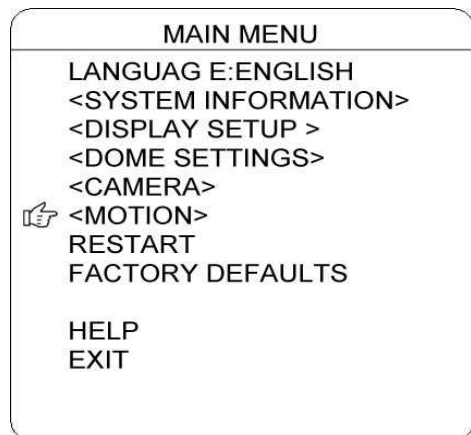 MAIN MENU
LANGUAG E:ENGLISH
<SYSTEM INFORMATION>
<DISPLAY SETUP >
<DOME SETTINGS>
<CAMERA>
<MOTION>
RESTART
FACTORY DEFAULTS
HELP
EXIT